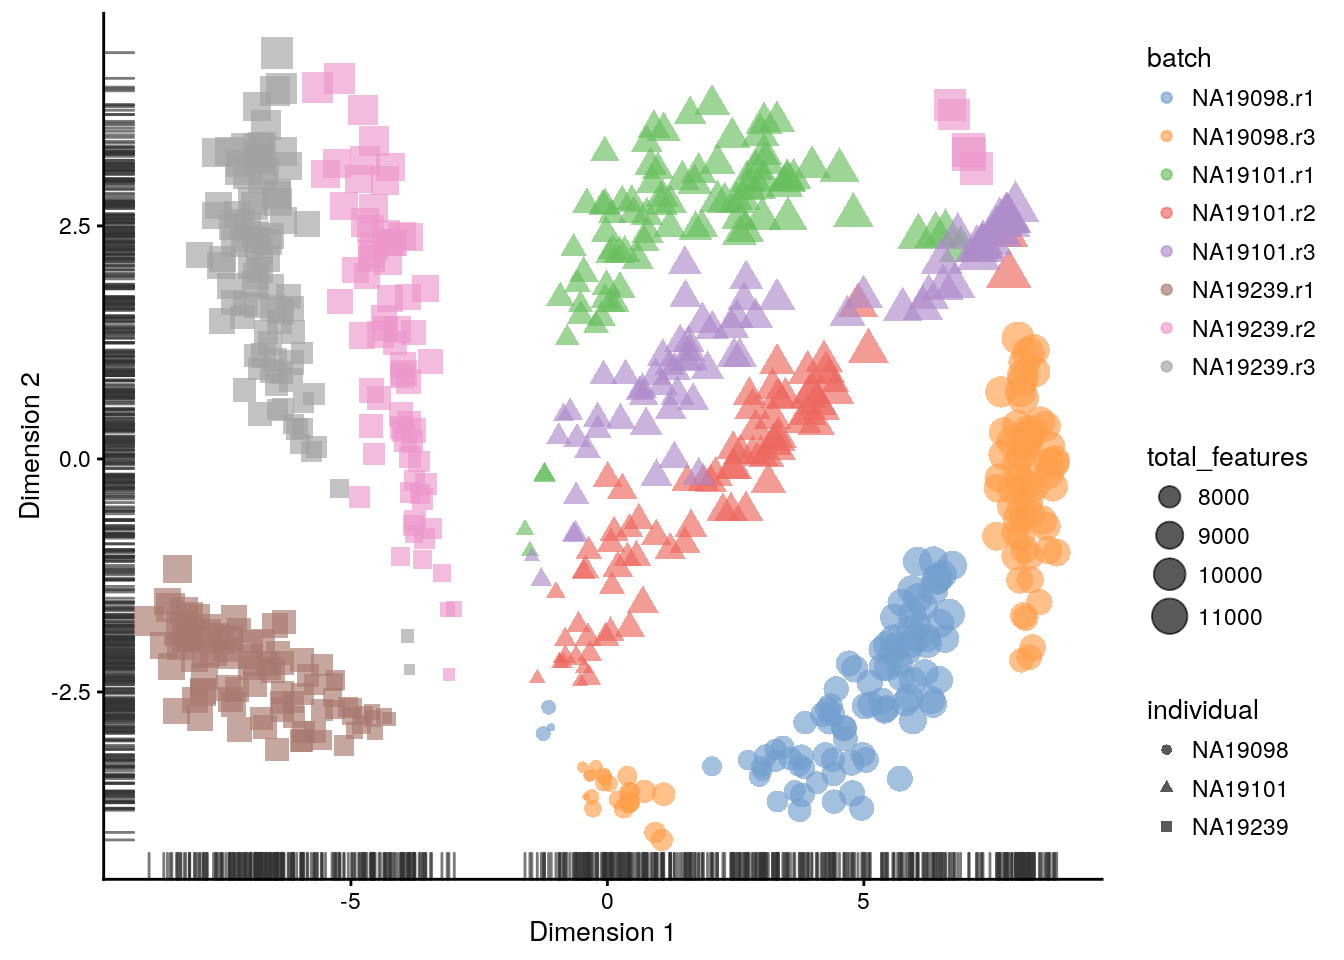 batch
NA19098.r1
NA19098.r3
NA19101.r1
NA19101.r2
NA19101.r3
NA19239.r1
NA19239.r2
NA19239.r3
total_features
8000
9000
10000
11000
individual
NA19098
NA19101
NA19239
Dimension 2
2.5
0.0
-2.5
-5
0
5
Dimension 1